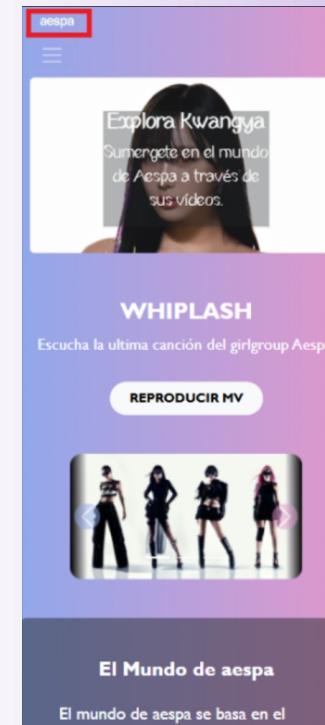 aespa
Explora Kwangya
Sumergete en el mundo
de Aespa a través de
sus vídeos.
WHIPLASH
Escucha la ultima canción del girlgroup Aesp
REPRODUCIR MV
El Mundo de aespa
El mundo de aespa se basa en el